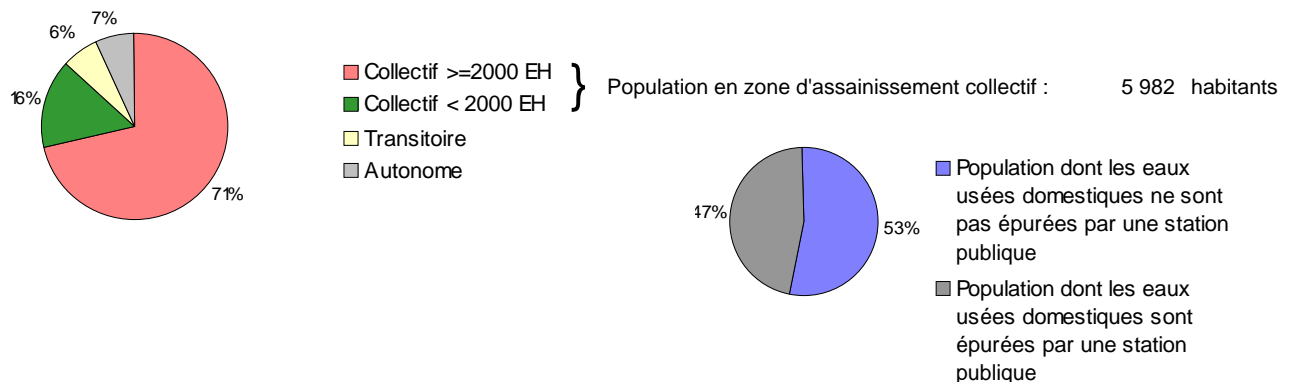 7%
6%
16%
71%
Collectif >=2000 EH
Collectif < 2000 EH
}
Transitoire
Autonome
Population en zone d'assainissement collectif : 5 982 habitants
47%
53%
Population dont les eaux
usées domestiques ne sont
pas épurées par une station
publique
Population dont les eaux
usées domestiques sont
épurées par une station
publique